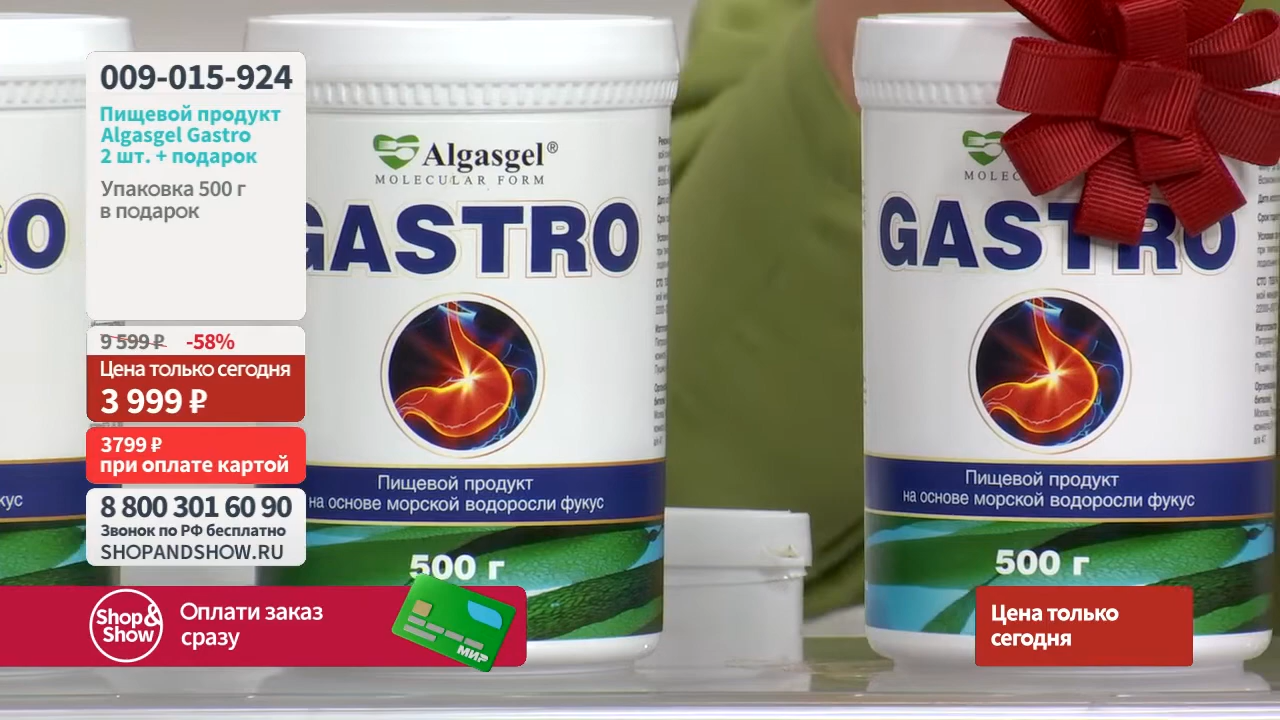 009-015-924
Пищевой продукт
Algasgel Gastro
2 шт. + подарок
Упаковка 500 г
в подарок
9 599 ₽ -58%
Цена только сегодня
3 999 ₽
3799 ₽
при оплате картой
8 800 301 60 90
Звонок по РФ бесплатно
SHOPANDSHOW.RU
Shop&
Show
Оплати заказ
сразу
МИР
Цена только
сегодня
Algasgel®
MOLECULAR FORM
GASTRO
Пищевой продукт
на основе морской водоросли фукус
500 г
GASTRO
Пищевой продукт
на основе морской водоросли фукус
500 г